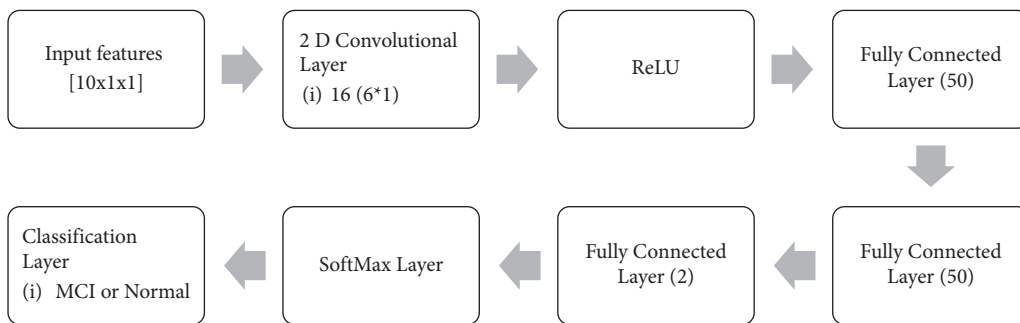 Input features
[10x1x1]
2 D Convolutional
Layer
(i) 16 (6*1)
ReLU
Fully Connected
Layer (50)
Fully Connected
Layer (50)
Fully Connected
Layer (2)
SoftMax Layer
Classification
Layer
(i) MCI or Normal